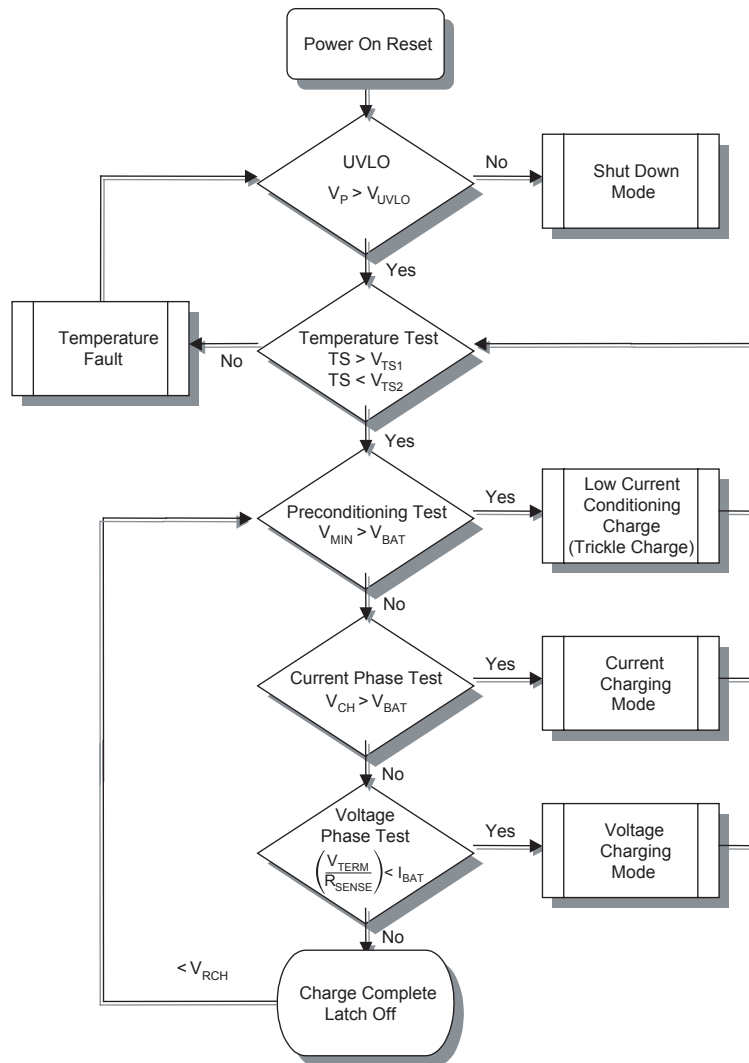 Power On Reset
UVLO
V_P > V_UVLO
No
Shut Down
Mode
Yes
Temperature
Fault
No
Temperature Test
TS > V_TS1
TS < V_TS2
Yes
Preconditioning Test
V_MIN > V_BAT
Yes
Low Current
Conditioning
Charge
(Trickle Charge)
No
Current Phase Test
V_CH > V_BAT
Yes
Current
Charging
Mode
No
Voltage
Phase Test
(V_TERM / R_SENSE) < I_BAT
Yes
Voltage
Charging
Mode
No
< V_RCH
Charge Complete
Latch Off